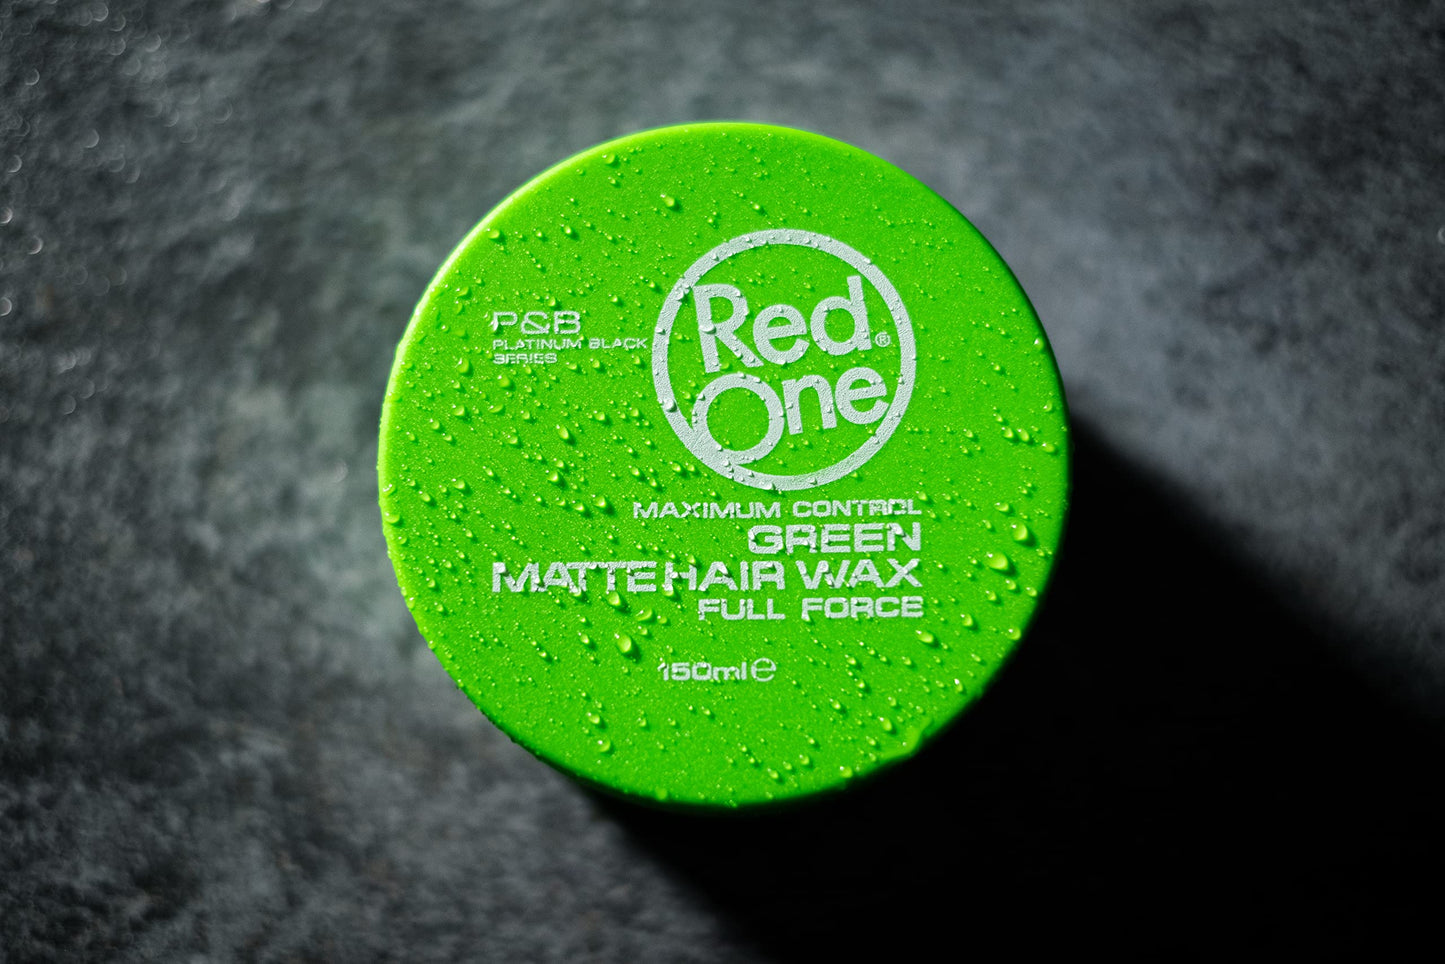 P&B
PLATINUM BLACK
SERIES
Red
One®
MAXIMUM CONTROL
GREEN
MATTE HAIR WAX
FULL FORCE
150ml℮